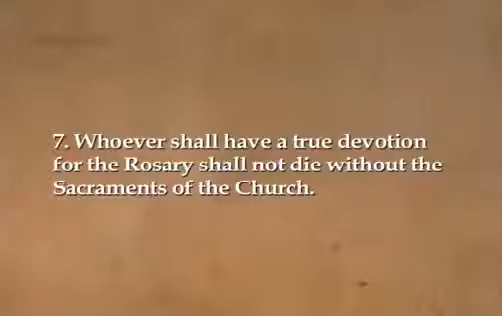 7. Whoever shall have a true devotion
for the Rosary shall not die without the
Sacraments of the Church.